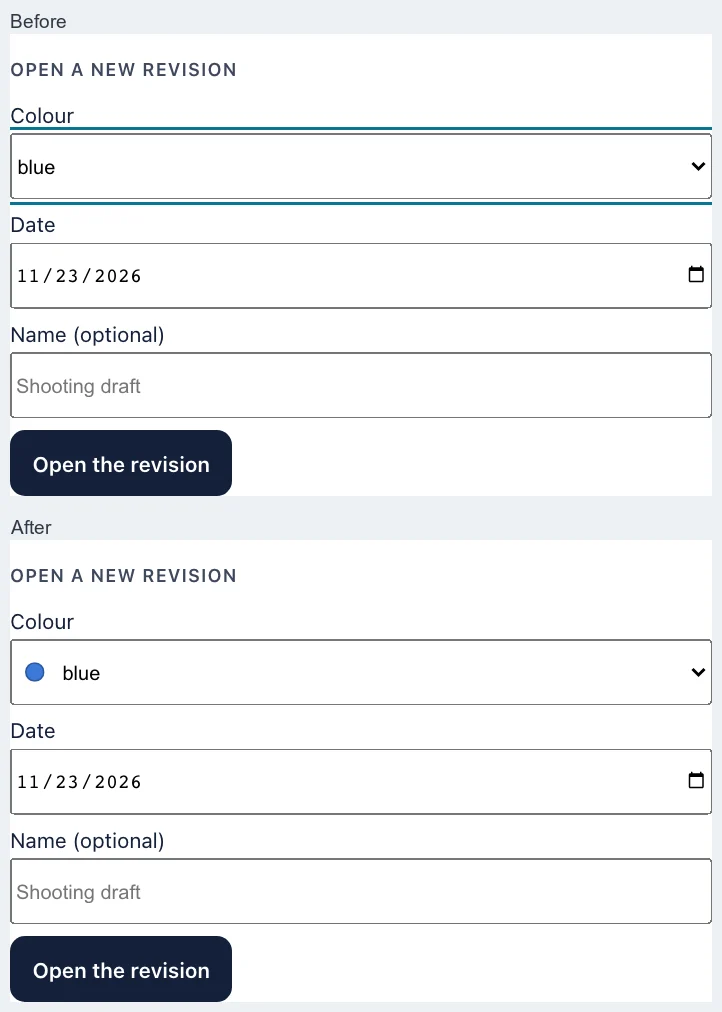 Before
OPEN A NEW REVISION
Colour
blue
Date
11/23/2026
Name (optional)
Shooting draft
Open the revision
After
OPEN A NEW REVISION
Colour
blue
Date
11/23/2026
Name (optional)
Shooting draft
Open the revision